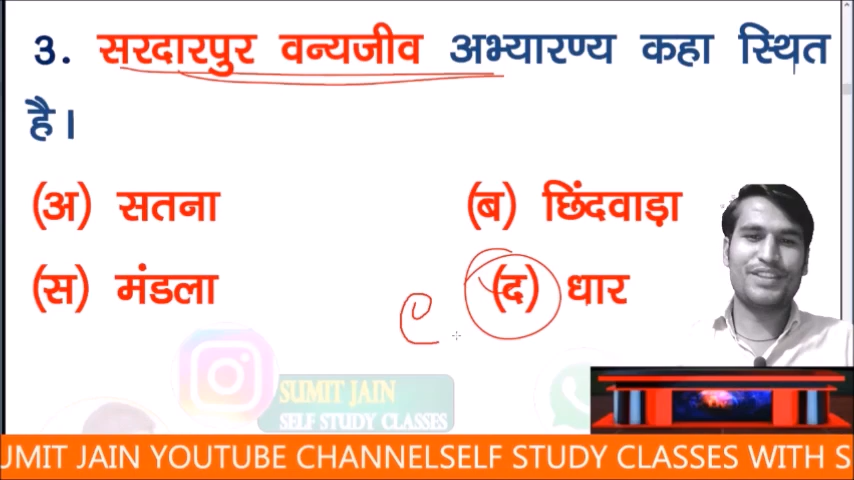 3. सरदारपुर वन्यजीव अभ्यारण्य कहा स्थित
है।
(अ) सतना (ब) छिंदवाड़ा
(स) मंडला (द) धार
SUMIT JAIN
SELF STUDY CLASSES
UMIT JAIN YOUTUBE CHANNELSELF STUDY CLASSES WITH S